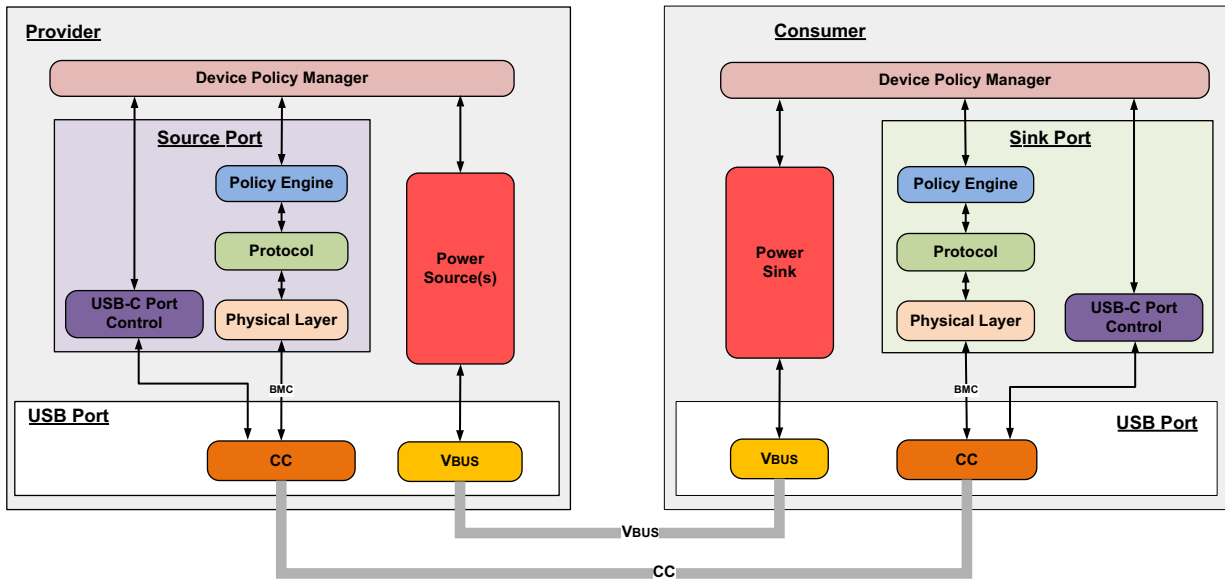 Provider
Device Policy Manager
Source Port
Policy Engine
Protocol
USB-C Port
Control
Physical Layer
Power
Source(s)
BMC
USB Port
CC
VBUS
Consumer
Device Policy Manager
Sink Port
Policy Engine
Power
Sink
Protocol
Physical Layer
USB-C Port
Control
BMC
USB Port
VBUS
CC
VBUS
CC